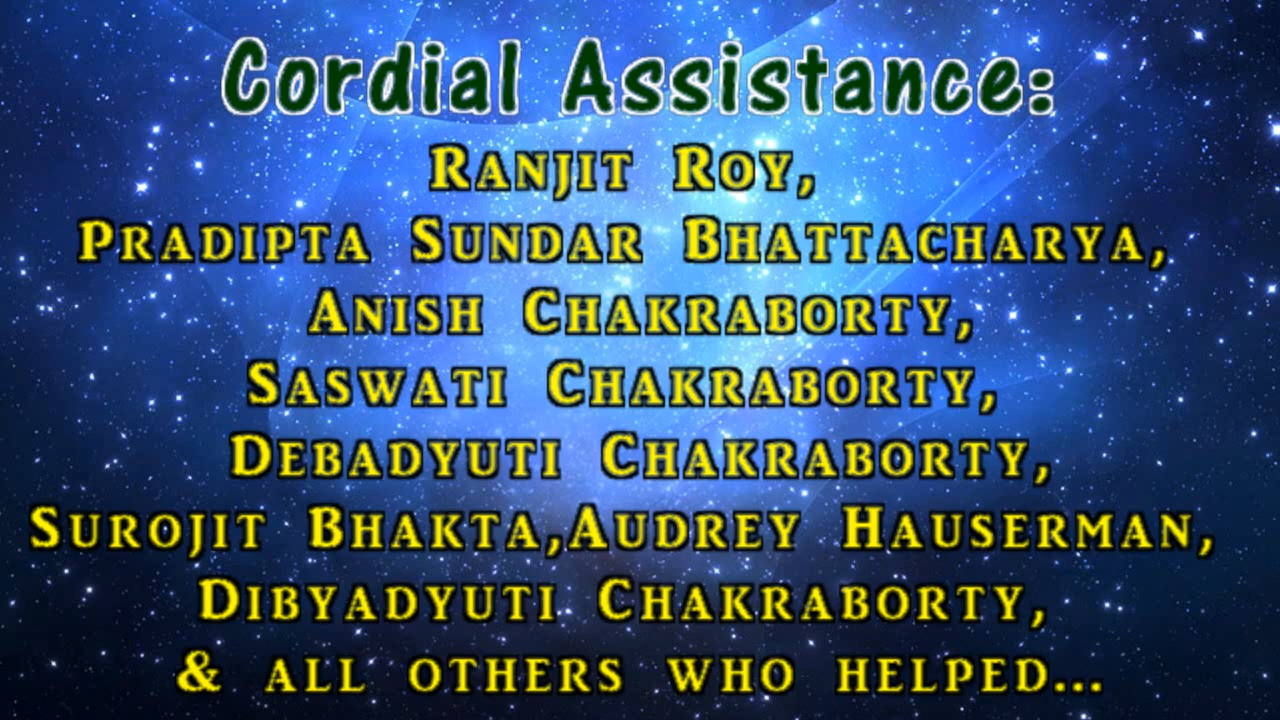 Cordial Assistance:
Ranjit Roy,
Pradipta Sundar Bhattacharya,
Anish Chakraborty,
Saswati Chakraborty,
Debadyuti Chakraborty,
Surojit Bhakta,Audrey Hauserman,
Dibyadyuti Chakraborty,
& all others who helped...